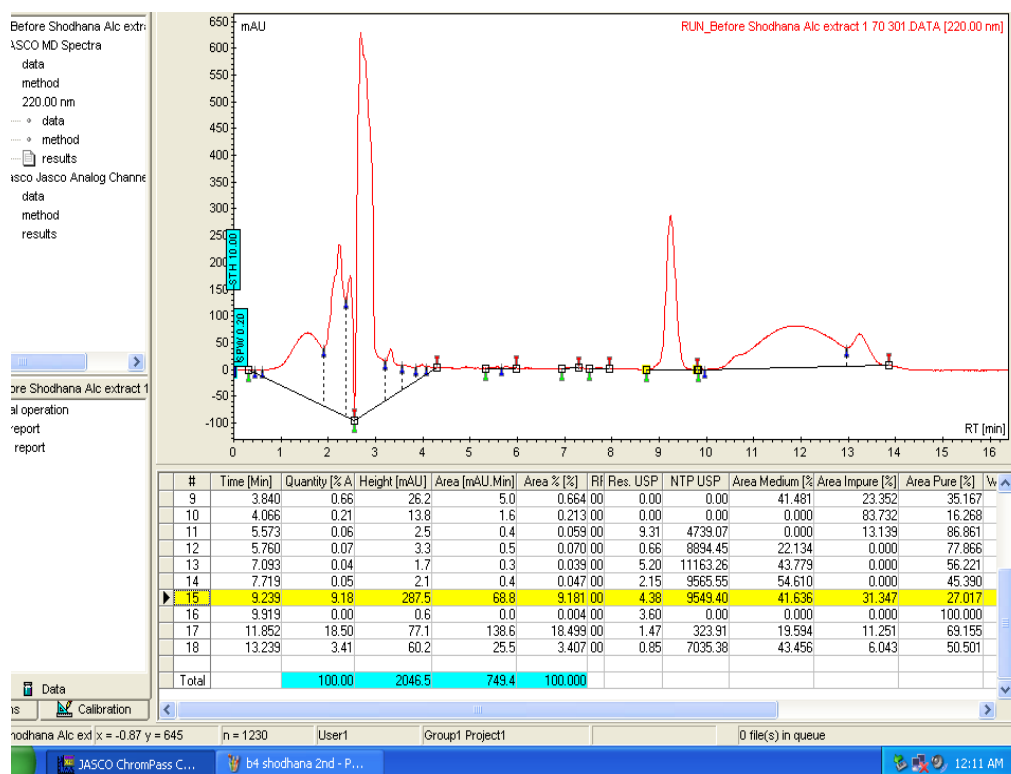 Before Shodhana Alc extr
ASCO MD Spectra
data
method
220.00 nm
data
method
results
asco Jasco Analog Channe
data
method
results
ore Shodhana Alc extract 1
al operation
report
report
Data
ns Calibration
mAU
RUN_Before Shodhana Alc extract 1 70 301.DATA [220.00 nm]
650
600
550
500
450
400
350
300
250
200
150
100
50
0
-50
-100
STH 10.00
SPW 0.20
RT [min]
0 1 2 3 4 5 6 7 8 9 10 11 12 13 14 15 16
# Time [Min] Quantity [% A Height [mAU] Area [mAU.Min] Area % [%] RF Res. USP NTP USP Area Medium [% Area Impure [%] Area Pure [%] W
9 3.840 0.66 26.2 5.0 0.664 00 0.00 0.00 41.481 23.352 35.167
10 4.066 0.21 13.8 1.6 0.213 00 0.00 0.00 0.000 83.732 16.268
11 5.573 0.06 2.5 0.4 0.059 00 9.31 4739.07 0.000 13.139 86.861
12 5.760 0.07 3.3 0.5 0.070 00 0.66 8894.45 22.134 0.000 77.866
13 7.093 0.04 1.7 0.3 0.039 00 5.20 11163.26 43.779 0.000 56.221
14 7.719 0.05 2.1 0.4 0.047 00 2.15 9565.55 54.610 0.000 45.390
15 9.239 9.18 287.5 68.8 9.181 00 4.38 9549.40 41.636 31.347 27.017
16 9.919 0.00 0.6 0.0 0.004 00 3.60 0.00 0.000 0.000 100.000
17 11.852 18.50 77.1 138.6 18.499 00 1.47 323.91 19.594 11.251 69.155
18 13.239 3.41 60.2 25.5 3.407 00 0.85 7035.38 43.456 6.043 50.501
Total 100.00 2046.5 749.4 100.000
hodhana Alc ext x = -0.87 y = 645 n = 1230 User1 Group1 Project1 0 file(s) in queue
JASCO ChromPass C... b4 shodhana 2nd - P... 12:11 AM